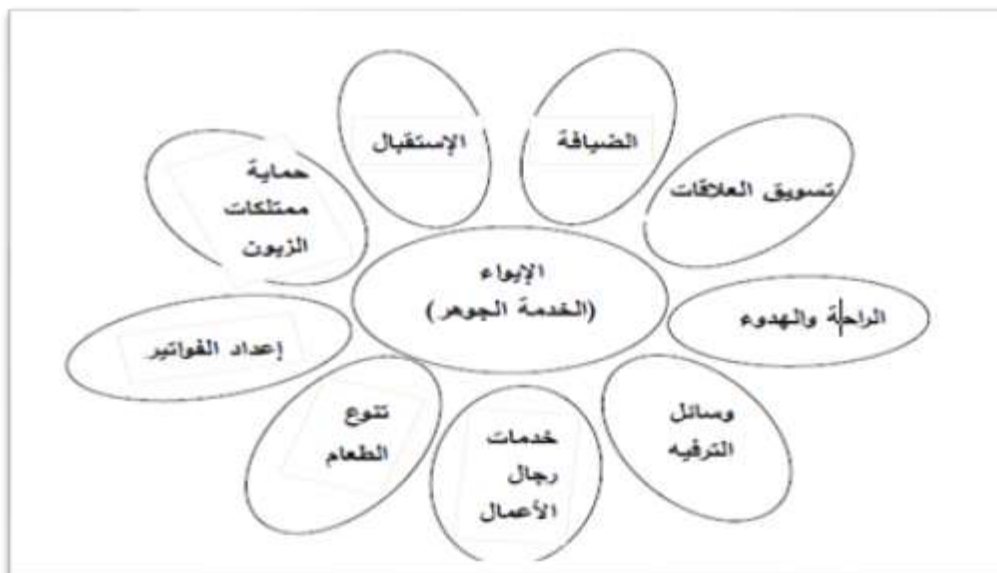 الضيافة
الإستقبال
تسويق العلاقات
حماية
ممتلكات
الزبون
الإيواء
(الخدمة الجوهر)
الراحة والهدوء
إعداد الفواتير
وسائل
الترفيه
تنوع
الطعام
خدمات
رجال
الأعمال